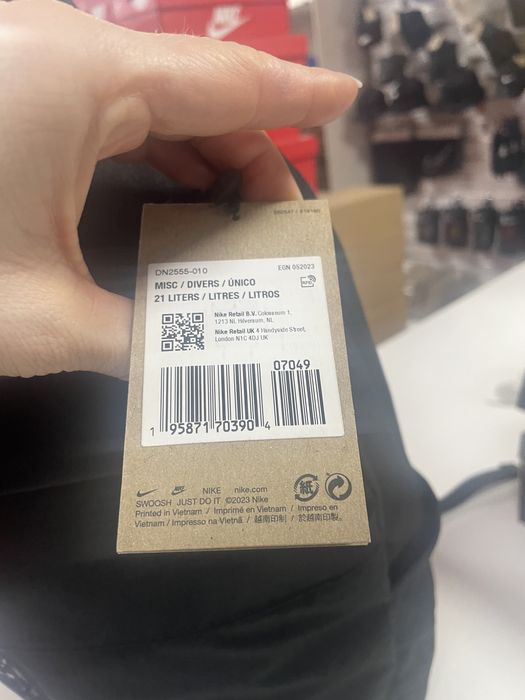 DN2555-010
EGN 052023
MISC / DIVERS / ÚNICO
21 LITERS / LITRES / LITROS
RFID
Nike Retail B.V. Colosseum 1,
1213 NL Hilversum, NL
Nike Retail UK 4 Handyside Street,
London N1C 4DJ UK
07049
1 95871 70390 4
NIKE nike.com
SWOOSH JUST DO IT ©2023 Nike
Printed in Vietnam / Imprimé en Vietnam / Impreso en
Vietnam / Impresso na Vietnã / 越南印制 / 於越南印製。
紙